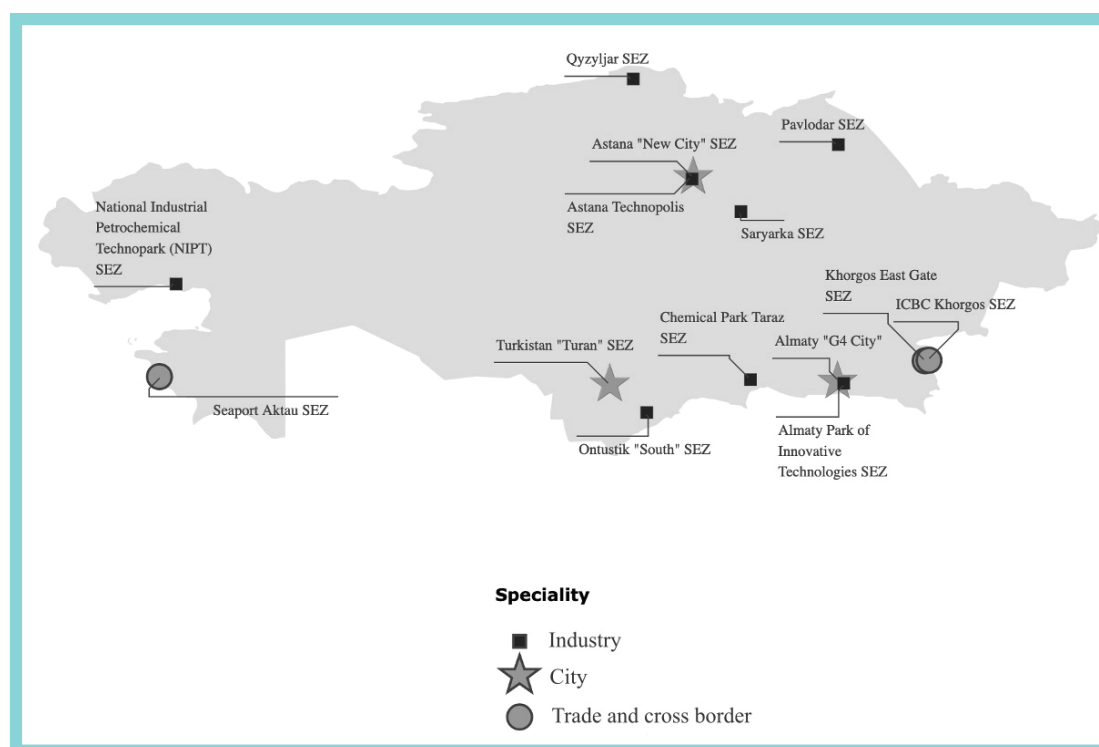 Qyzyljar SEZ
Pavlodar SEZ
Astana "New City" SEZ
Astana Technopolis
SEZ
Saryarka SEZ
National Industrial
Petrochemical
Technopark (NIPT)
SEZ
Khorgos East Gate
SEZ
ICBC Khorgos SEZ
Chemical Park Taraz
SEZ
Almaty "G4 City"
Turkistan "Turan" SEZ
Seaport Aktau SEZ
Ontustik "South" SEZ
Almaty Park of
Innovative
Technologies SEZ
Speciality
Industry
City
Trade and cross border